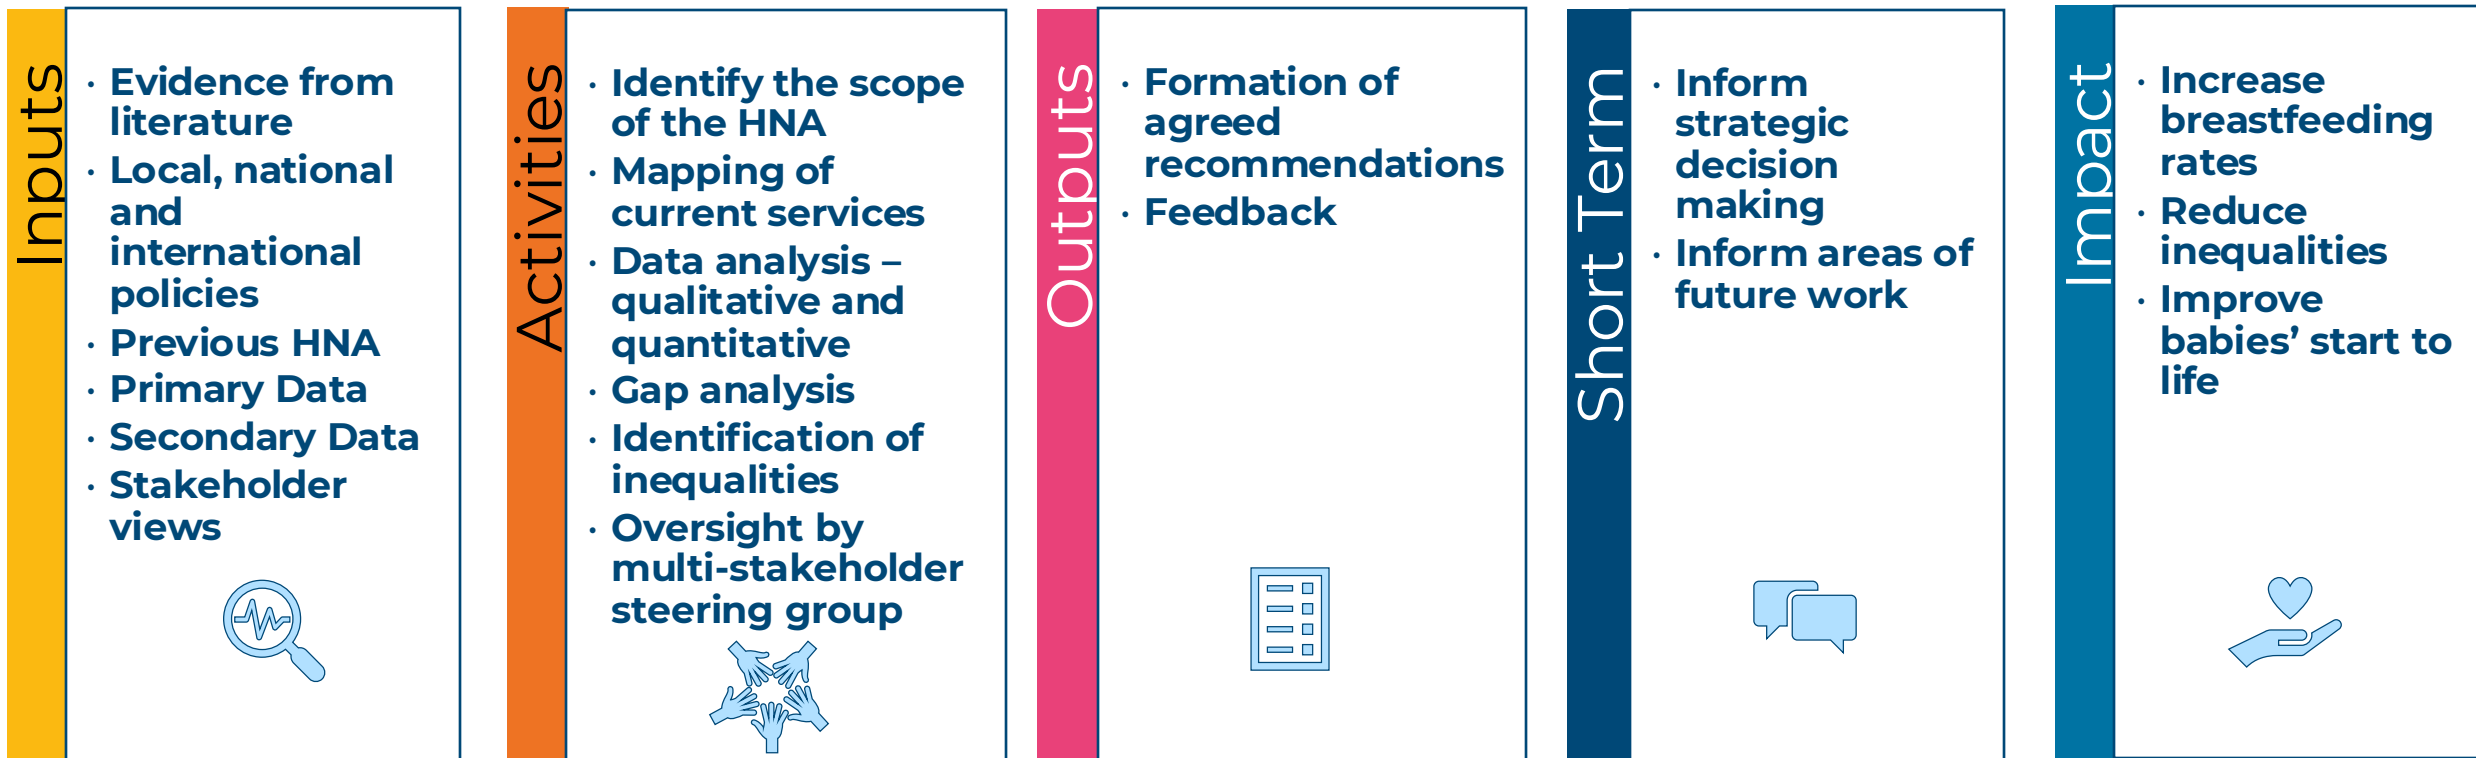 Inputs
· Evidence from
literature
· Local, national
and
international
policies
· Previous HNA
· Primary Data
· Secondary Data
· Stakeholder
views
Activities
· Identify the scope
of the HNA
· Mapping of
current services
· Data analysis –
qualitative and
quantitative
· Gap analysis
· Identification of
inequalities
· Oversight by
multi-stakeholder
steering group
Outputs
· Formation of
agreed
recommendations
· Feedback
Short Term
· Inform
strategic
decision
making
· Inform areas of
future work
Impact
· Increase
breastfeeding
rates
· Reduce
inequalities
· Improve
babies’ start to
life